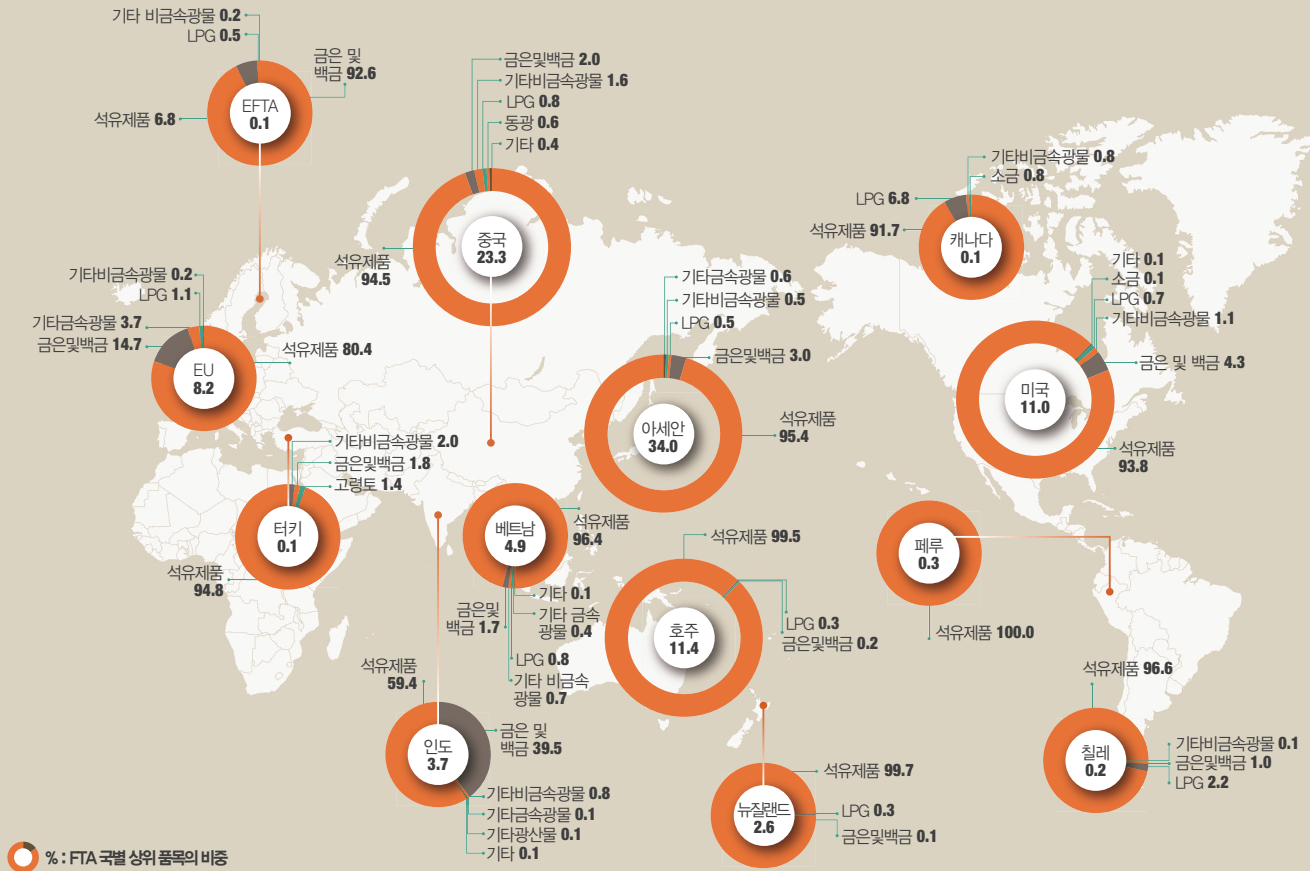 기타 비금속광물 0.2
LPG 0.5
금은 및
백금 92.6
석유제품 6.8
EFTA
0.1
금은및백금 2.0
기타비금속광물 1.6
LPG 0.8
동광 0.6
기타 0.4
중국
23.3
석유제품
94.5
기타비금속광물 0.8
소금 0.8
LPG 6.8
석유제품 91.7
캐나다
0.1
기타비금속광물 0.2
LPG 1.1
기타금속광물 3.7
금은및백금 14.7
석유제품 80.4
EU
8.2
기타금속광물 0.6
기타비금속광물 0.5
LPG 0.5
금은및백금 3.0
아세안
34.0
석유제품
95.4
기타 0.1
소금 0.1
LPG 0.7
기타비금속광물 1.1
금은 및 백금 4.3
미국
11.0
석유제품
93.8
기타비금속광물 2.0
금은및백금 1.8
고령토 1.4
터키
0.1
석유제품
94.8
베트남
4.9
석유제품
96.4
기타 0.1
기타 금속
광물 0.4
금은및
백금 1.7
LPG 0.8
기타 비금속
광물 0.7
석유제품 99.5
호주
11.4
LPG 0.3
금은및백금 0.2
페루
0.3
석유제품 100.0
석유제품
59.4
인도
3.7
금은 및
백금 39.5
기타비금속광물 0.8
기타금속광물 0.1
기타광산물 0.1
기타 0.1
석유제품 99.7
뉴질랜드
2.6
LPG 0.3
금은및백금 0.1
석유제품 96.6
칠레
0.2
기타비금속광물 0.1
금은및백금 1.0
LPG 2.2
% : FTA 국별 상위 품목의 비중